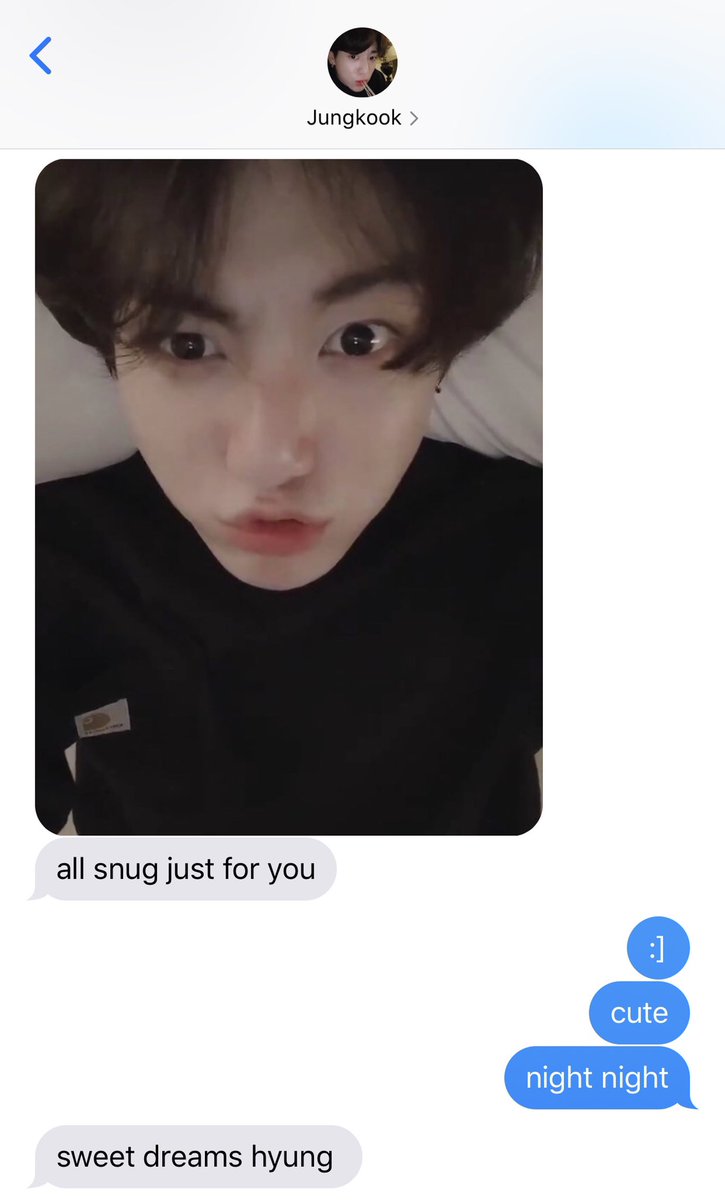 Jungkook
all snug just for you
:]
cute
night night
sweet dreams hyung